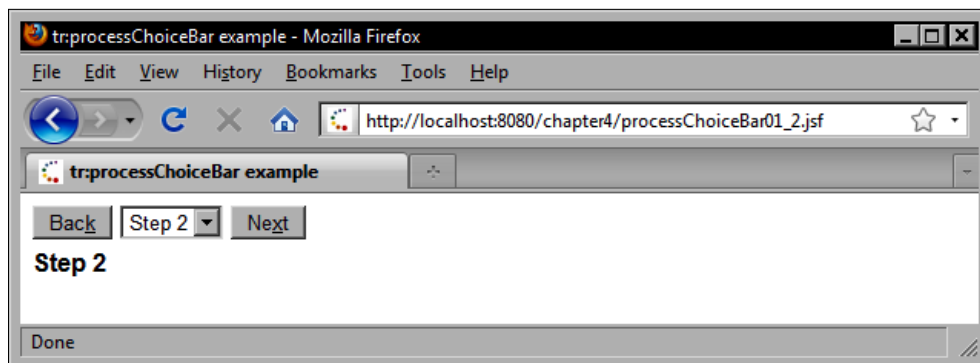 tr:processChoiceBar example - Mozilla Firefox
File Edit View History Bookmarks Tools Help
http://localhost:8080/chapter4/processChoiceBar01_2.jsf
tr:processChoiceBar example
Back Step 2 Next
Step 2
Done